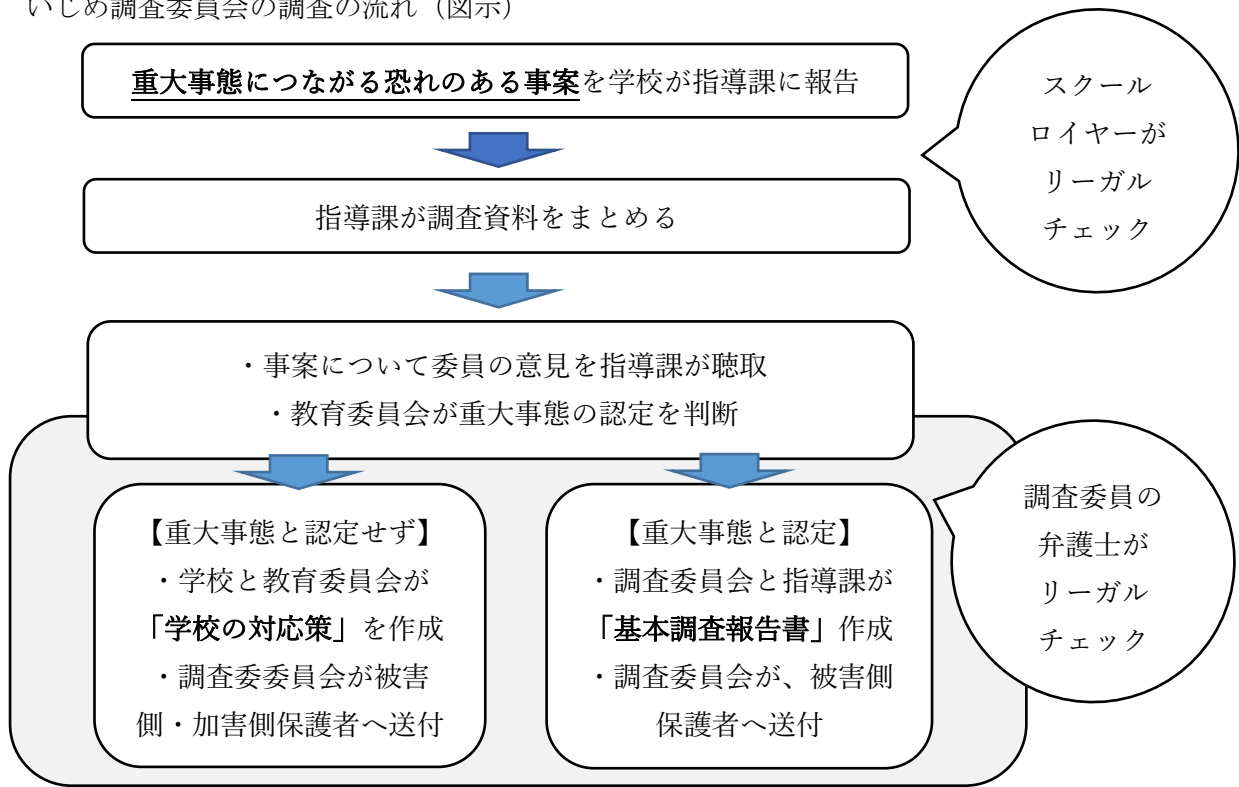 いじめ調査委員会の調査の流れ（図示）
重大事態につながる恐れのある事案を学校が指導課に報告
スクール
ロイヤーが
リーガル
チェック
指導課が調査資料をまとめる
・事案について委員の意見を指導課が聴取
・教育委員会が重大事態の認定を判断
【重大事態と認定せず】
・学校と教育委員会が
「学校の対応策」を作成
・調査委委員会が被害
側・加害側保護者へ送付
【重大事態と認定】
・調査委員会と指導課が
「基本調査報告書」作成
・調査委員会が、被害側
保護者へ送付
調査委員の
弁護士が
リーガル
チェック